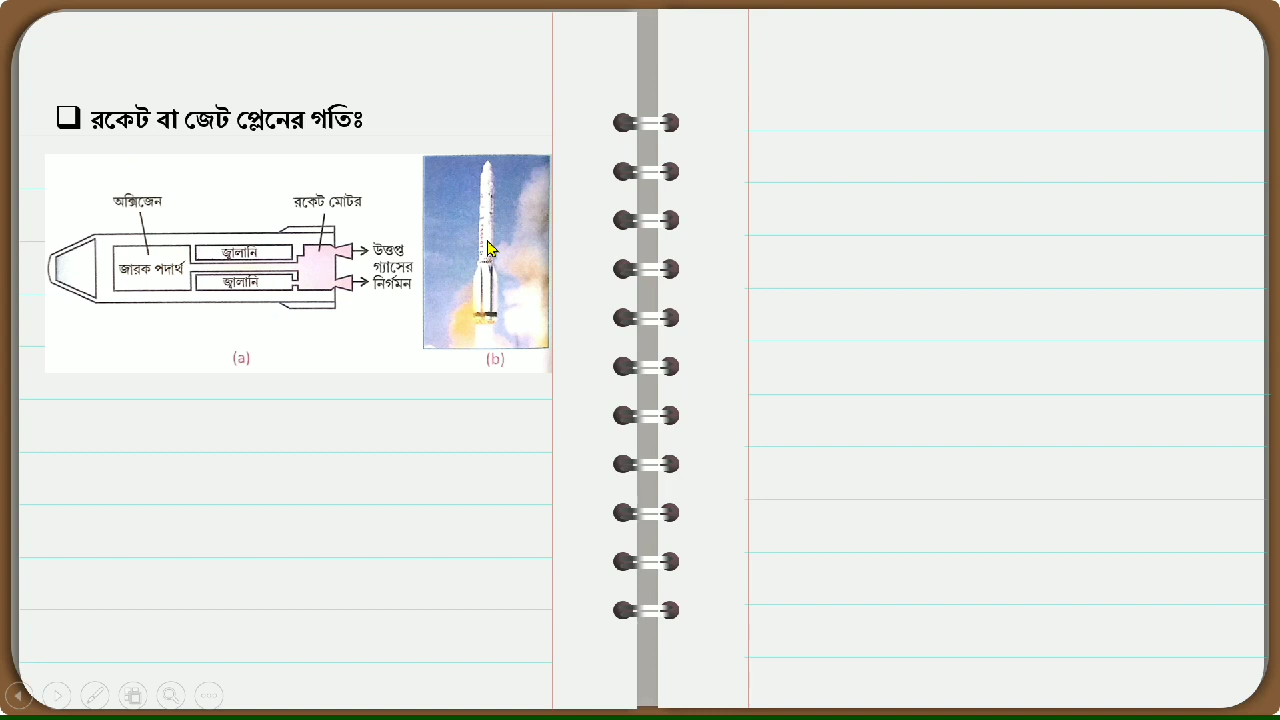 রকেট বা জেট প্লেনের গতিঃ
অক্সিজেন
রকেট মোটর
জ্বালানি
জারক পদার্থ
জ্বালানি
উত্তপ্ত
গ্যাসের
নির্গমন
(a)
(b)